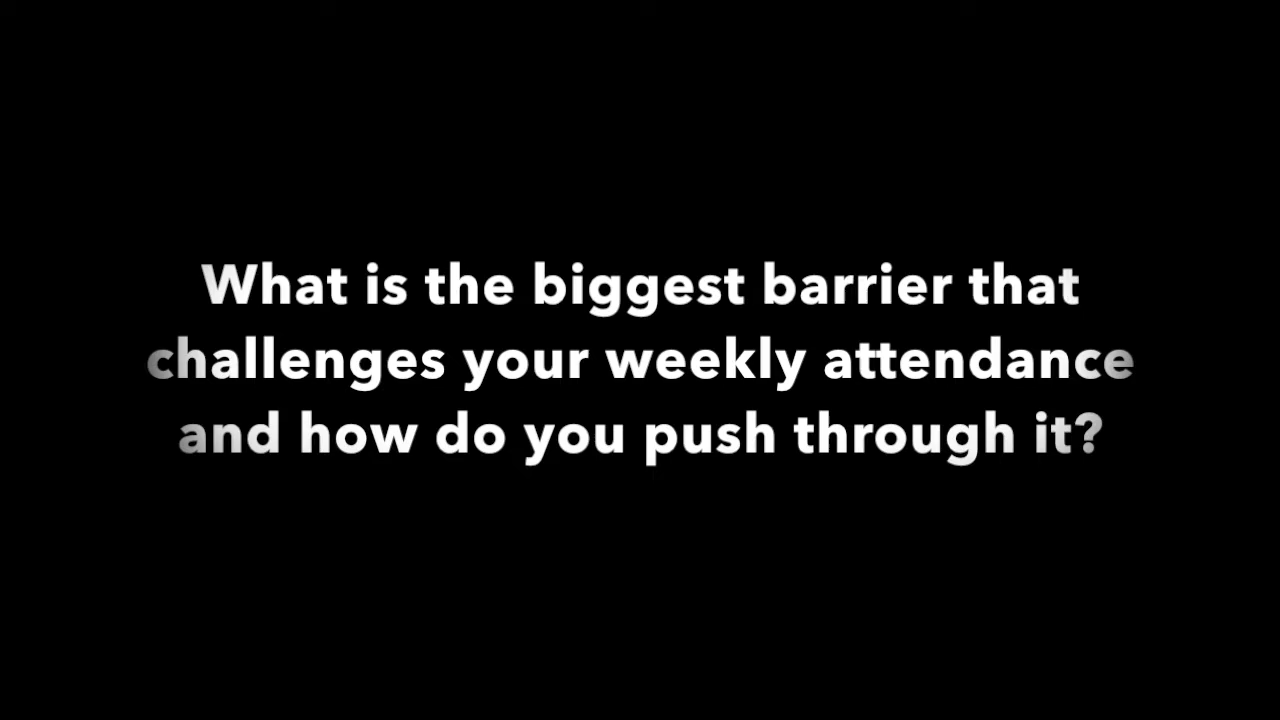 What is the biggest barrier that
challenges your weekly attendance
and how do you push through it?